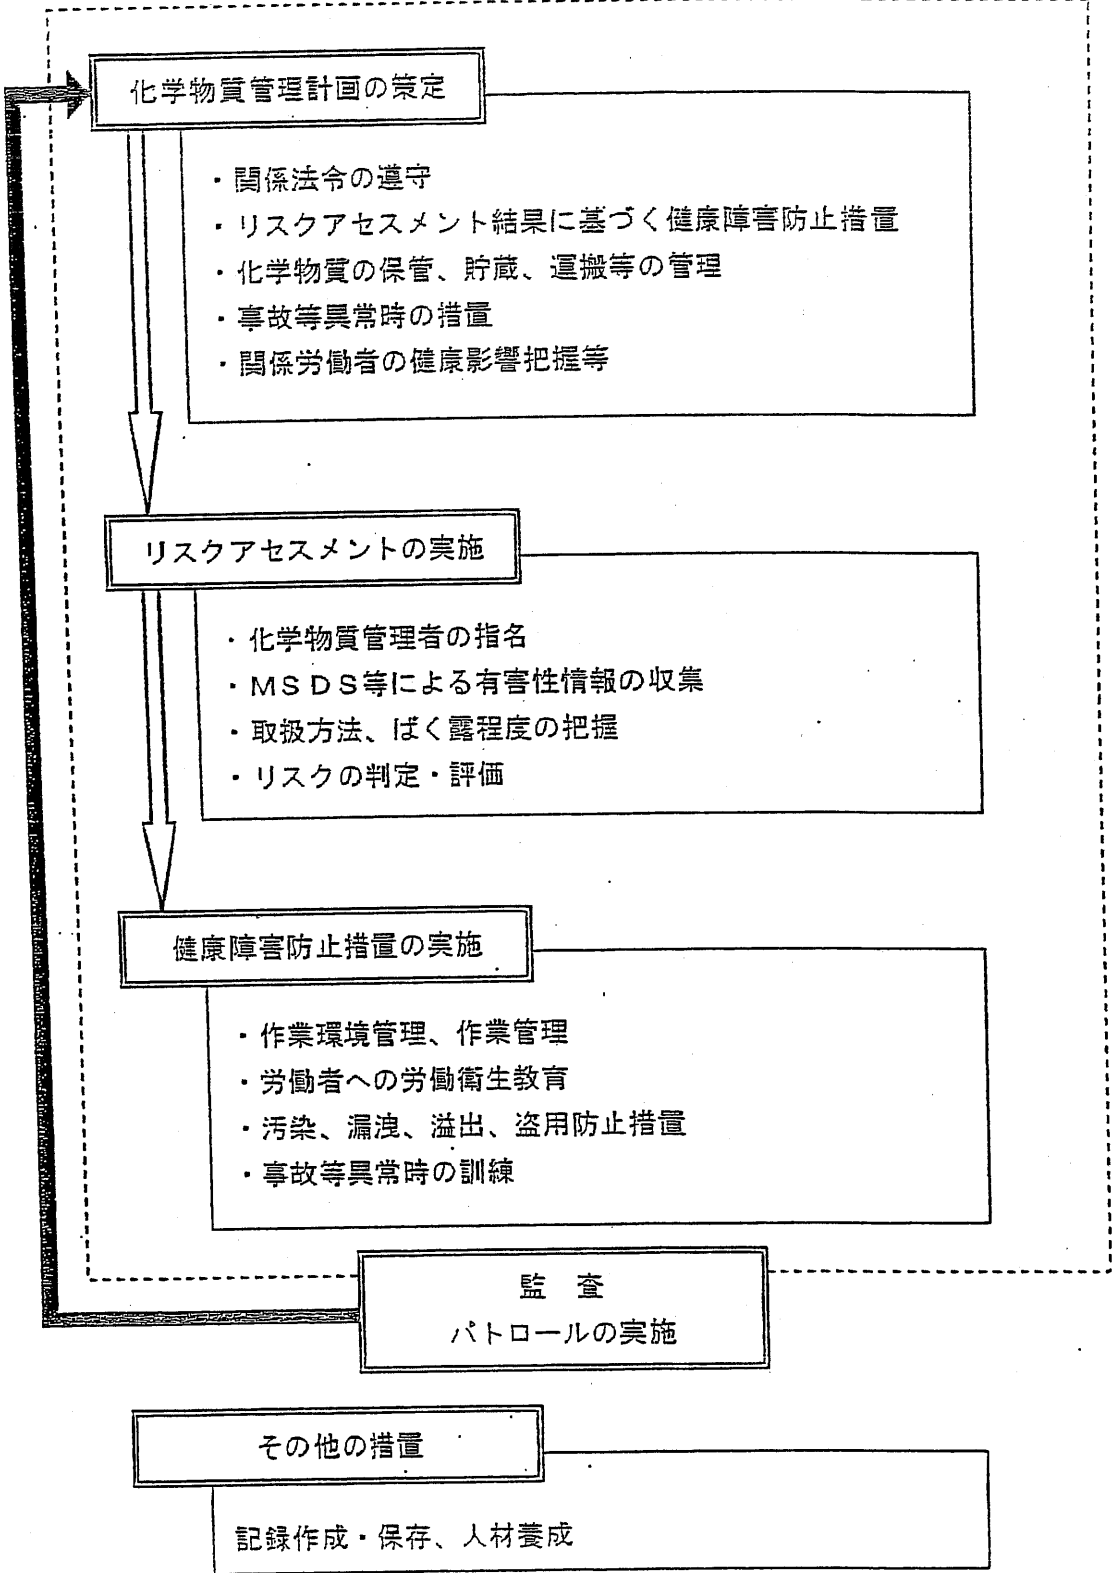 化学物質管理計画の策定
・関係法令の遵守
・リスクアセスメント結果に基づく健康障害防止措置
・化学物質の保管、貯蔵、運搬等の管理
・事故等異常時の措置
・関係労働者の健康影響把握等
リスクアセスメントの実施
・化学物質管理者の指名
・MSDS等による有害性情報の収集
・取扱方法、ばく露程度の把握
・リスクの判定・評価
健康障害防止措置の実施
・作業環境管理、作業管理
・労働者への労働衛生教育
・汚染、漏洩、溢出、盗用防止措置
・事故等異常時の訓練
監　査
パトロールの実施
その他の措置
記録作成・保存、人材養成